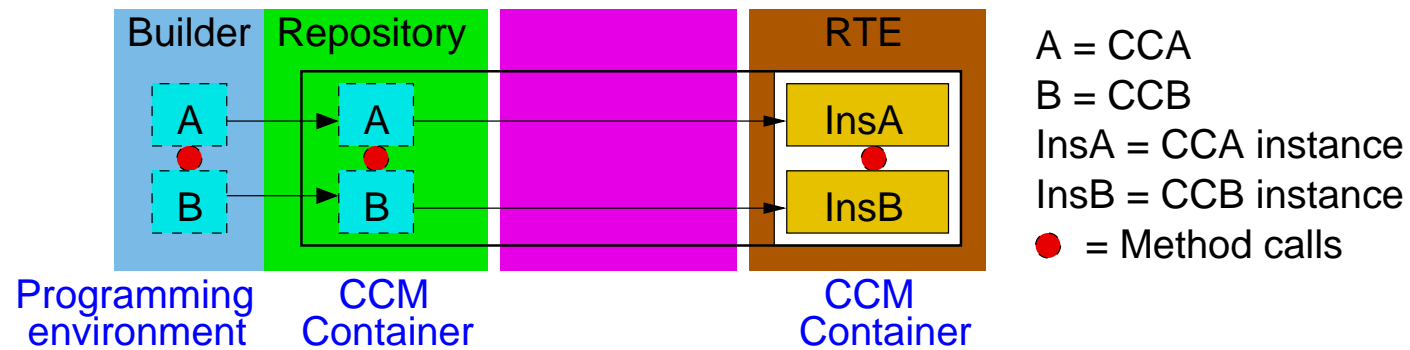 Builder
Repository
RTE
A
A
InsA
B
B
InsB
Programming
environment
CCM
Container
CCM
Container
A = CCA
B = CCB
InsA = CCA instance
InsB = CCB instance
= Method calls